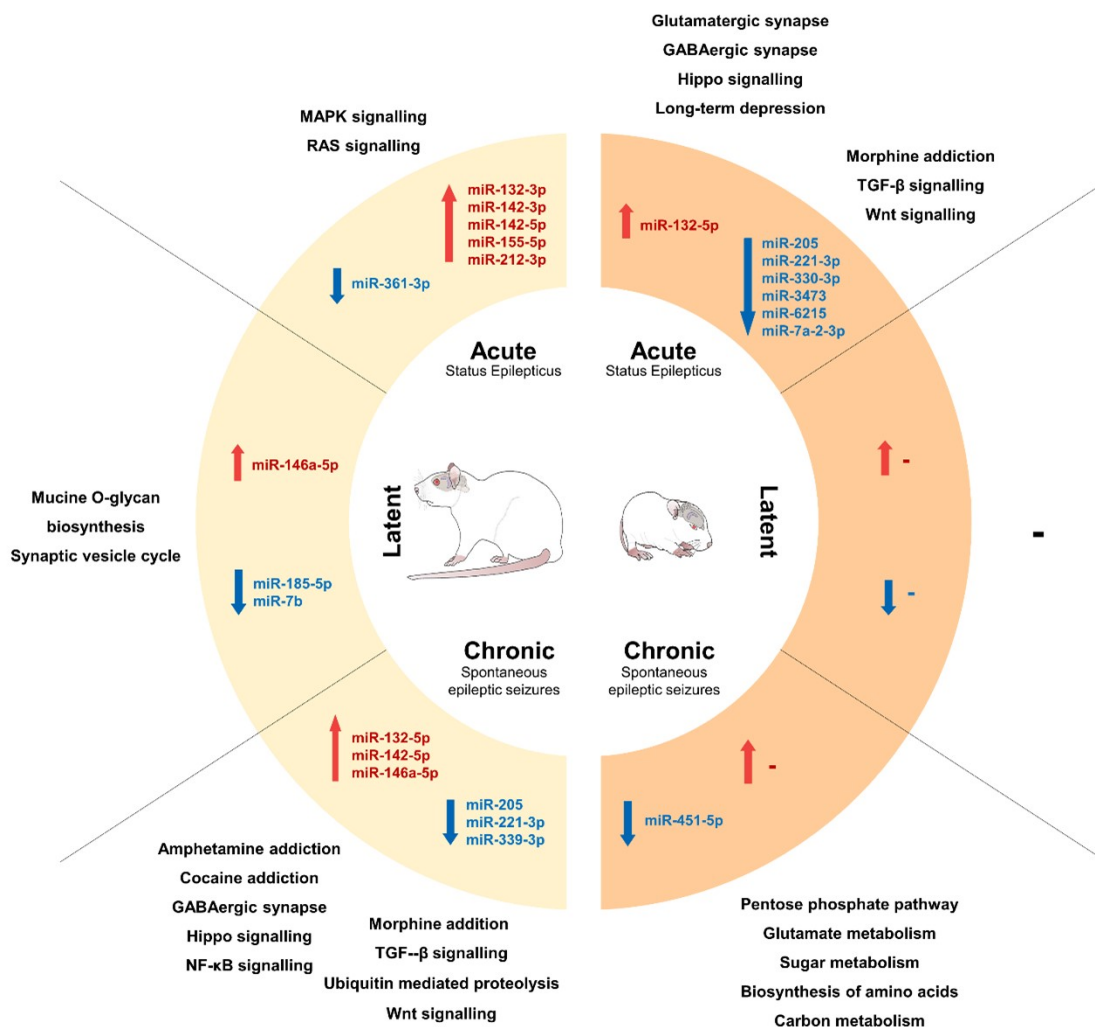 Glutamatergic synapse
GABAergic synapse
Hippo signalling
Long-term depression
MAPK signalling
RAS signalling
Morphine addiction
TGF-β signalling
Wnt signalling
miR-132-3p
miR-142-3p
miR-142-5p
miR-155-5p
miR-212-3p
miR-361-3p
miR-132-5p
miR-205
miR-221-3p
miR-330-3p
miR-3473
miR-6215
miR-7a-2-3p
Acute
Status Epilepticus
Acute
Status Epilepticus
Mucine O-glycan
biosynthesis
Synaptic vesicle cycle
miR-146a-5p
miR-185-5p
miR-7b
Latent
Latent
-
-
-
Chronic
Spontaneous
epileptic seizures
Chronic
Spontaneous
epileptic seizures
miR-132-5p
miR-142-5p
miR-146a-5p
miR-205
miR-221-3p
miR-339-3p
-
miR-451-5p
Amphetamine addiction
Cocaine addiction
GABAergic synapse
Hippo signalling
NF-κB signalling
Morphine addition
TGF--β signalling
Ubiquitin mediated proteolysis
Wnt signalling
Pentose phosphate pathway
Glutamate metabolism
Sugar metabolism
Biosynthesis of amino acids
Carbon metabolism